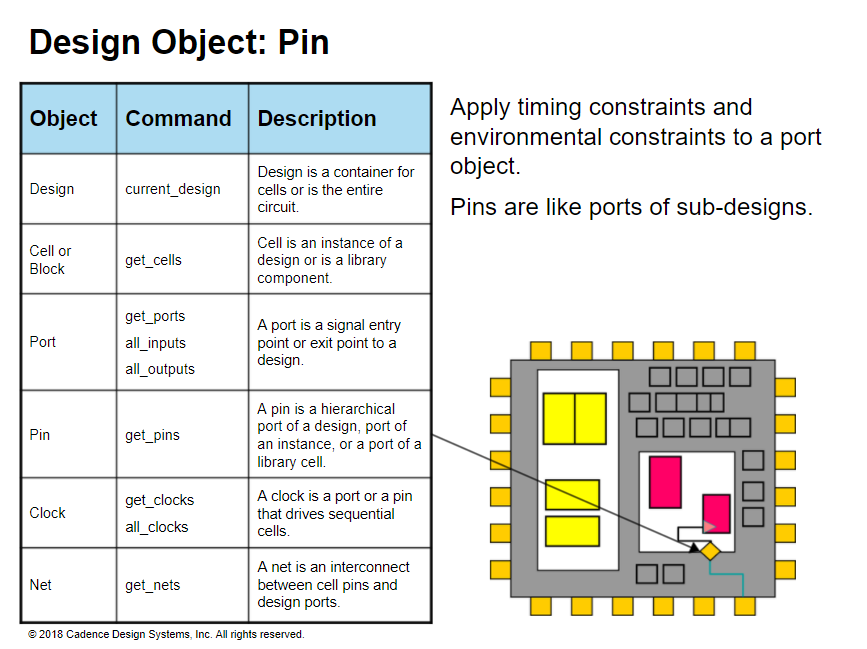 Design Object: Pin
Object
Command
Description
Design
current_design
Design is a container for
cells or is the entire
circuit.
Cell or
Block
get_cells
Cell is an instance of a
design or is a library
component.
Port
get_ports
all_inputs
all_outputs
A port is a signal entry
point or exit point to a
design.
Pin
get_pins
A pin is a hierarchical
port of a design, port of
an instance, or a port of a
library cell.
Clock
get_clocks
all_clocks
A clock is a port or a pin
that drives sequential
cells.
Net
get_nets
A net is an interconnect
between cell pins and
design ports.
Apply timing constraints and
environmental constraints to a port
object.
Pins are like ports of sub-designs.
© 2018 Cadence Design Systems, Inc. All rights reserved.